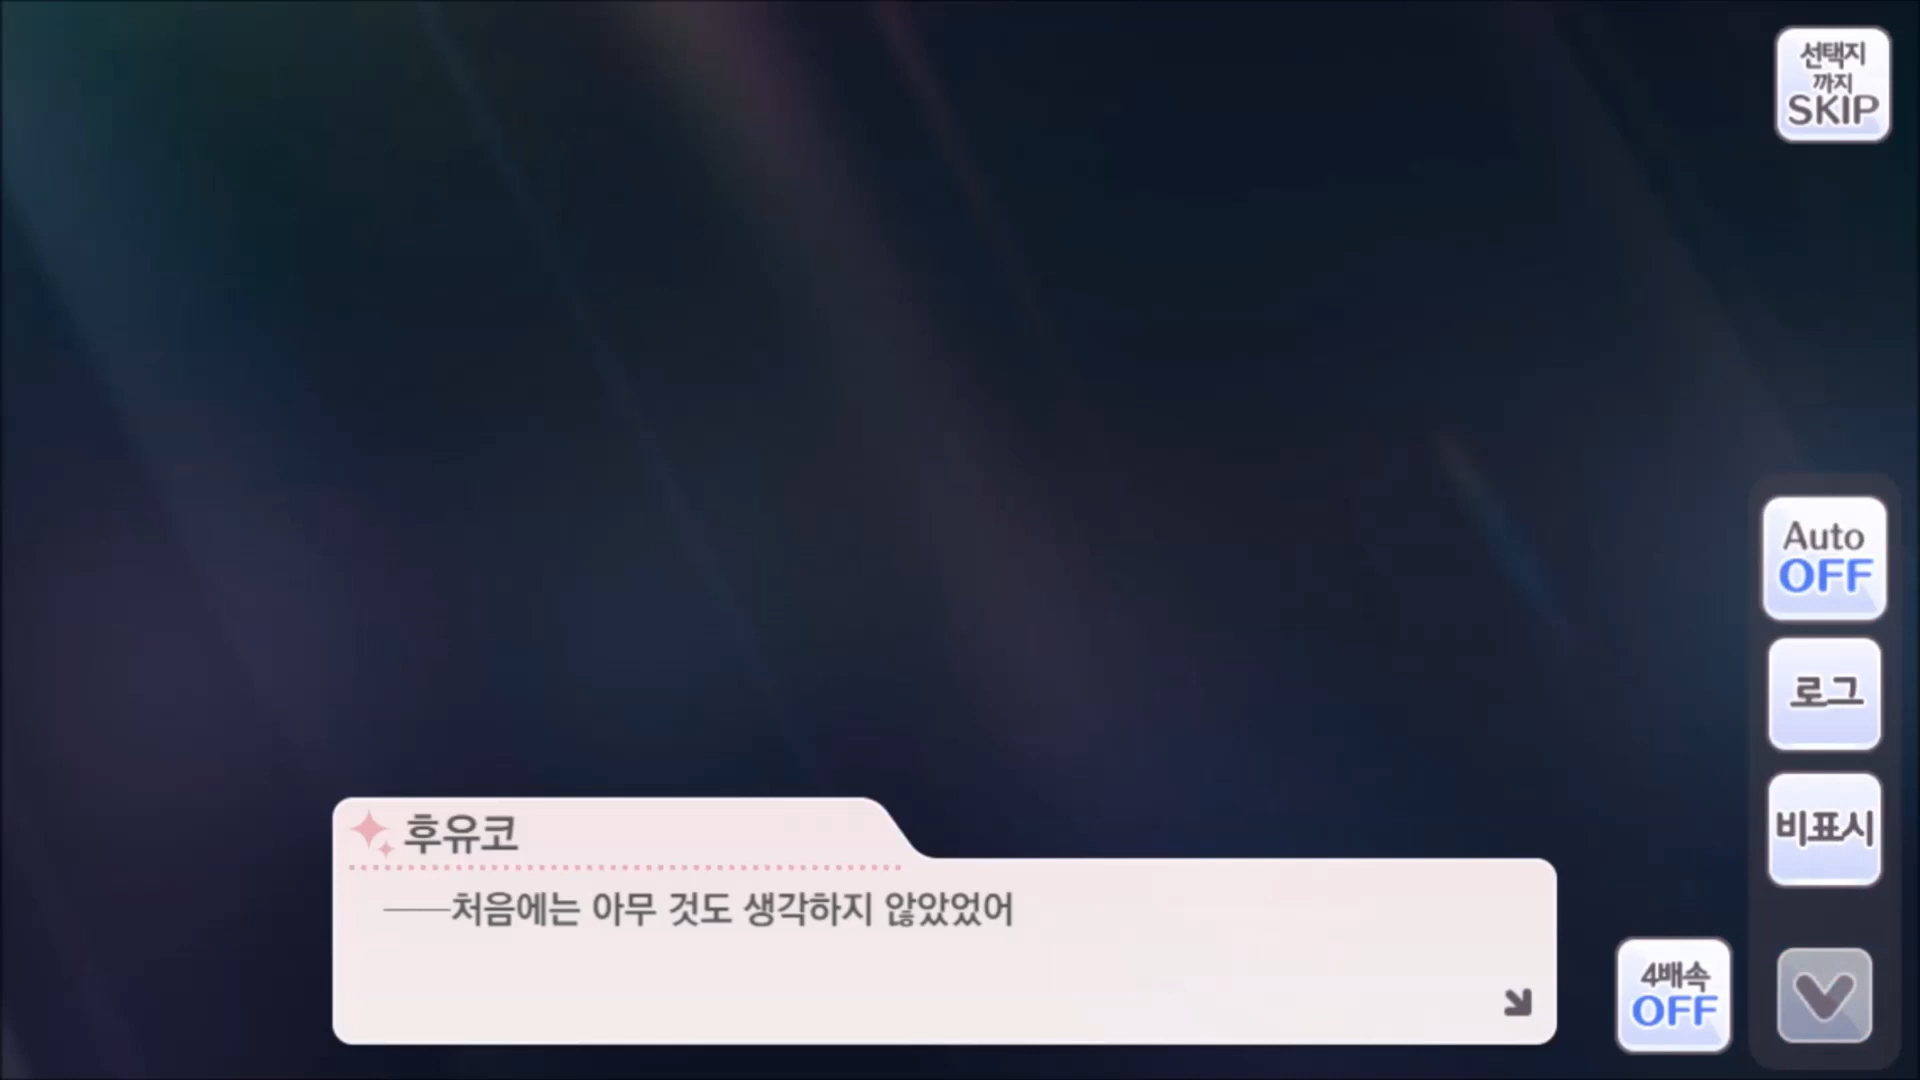 선택지
까지
SKIP
Auto
OFF
로그
비표시
후유코
──처음에는 아무 것도 생각하지 않았었어
4배속
OFF